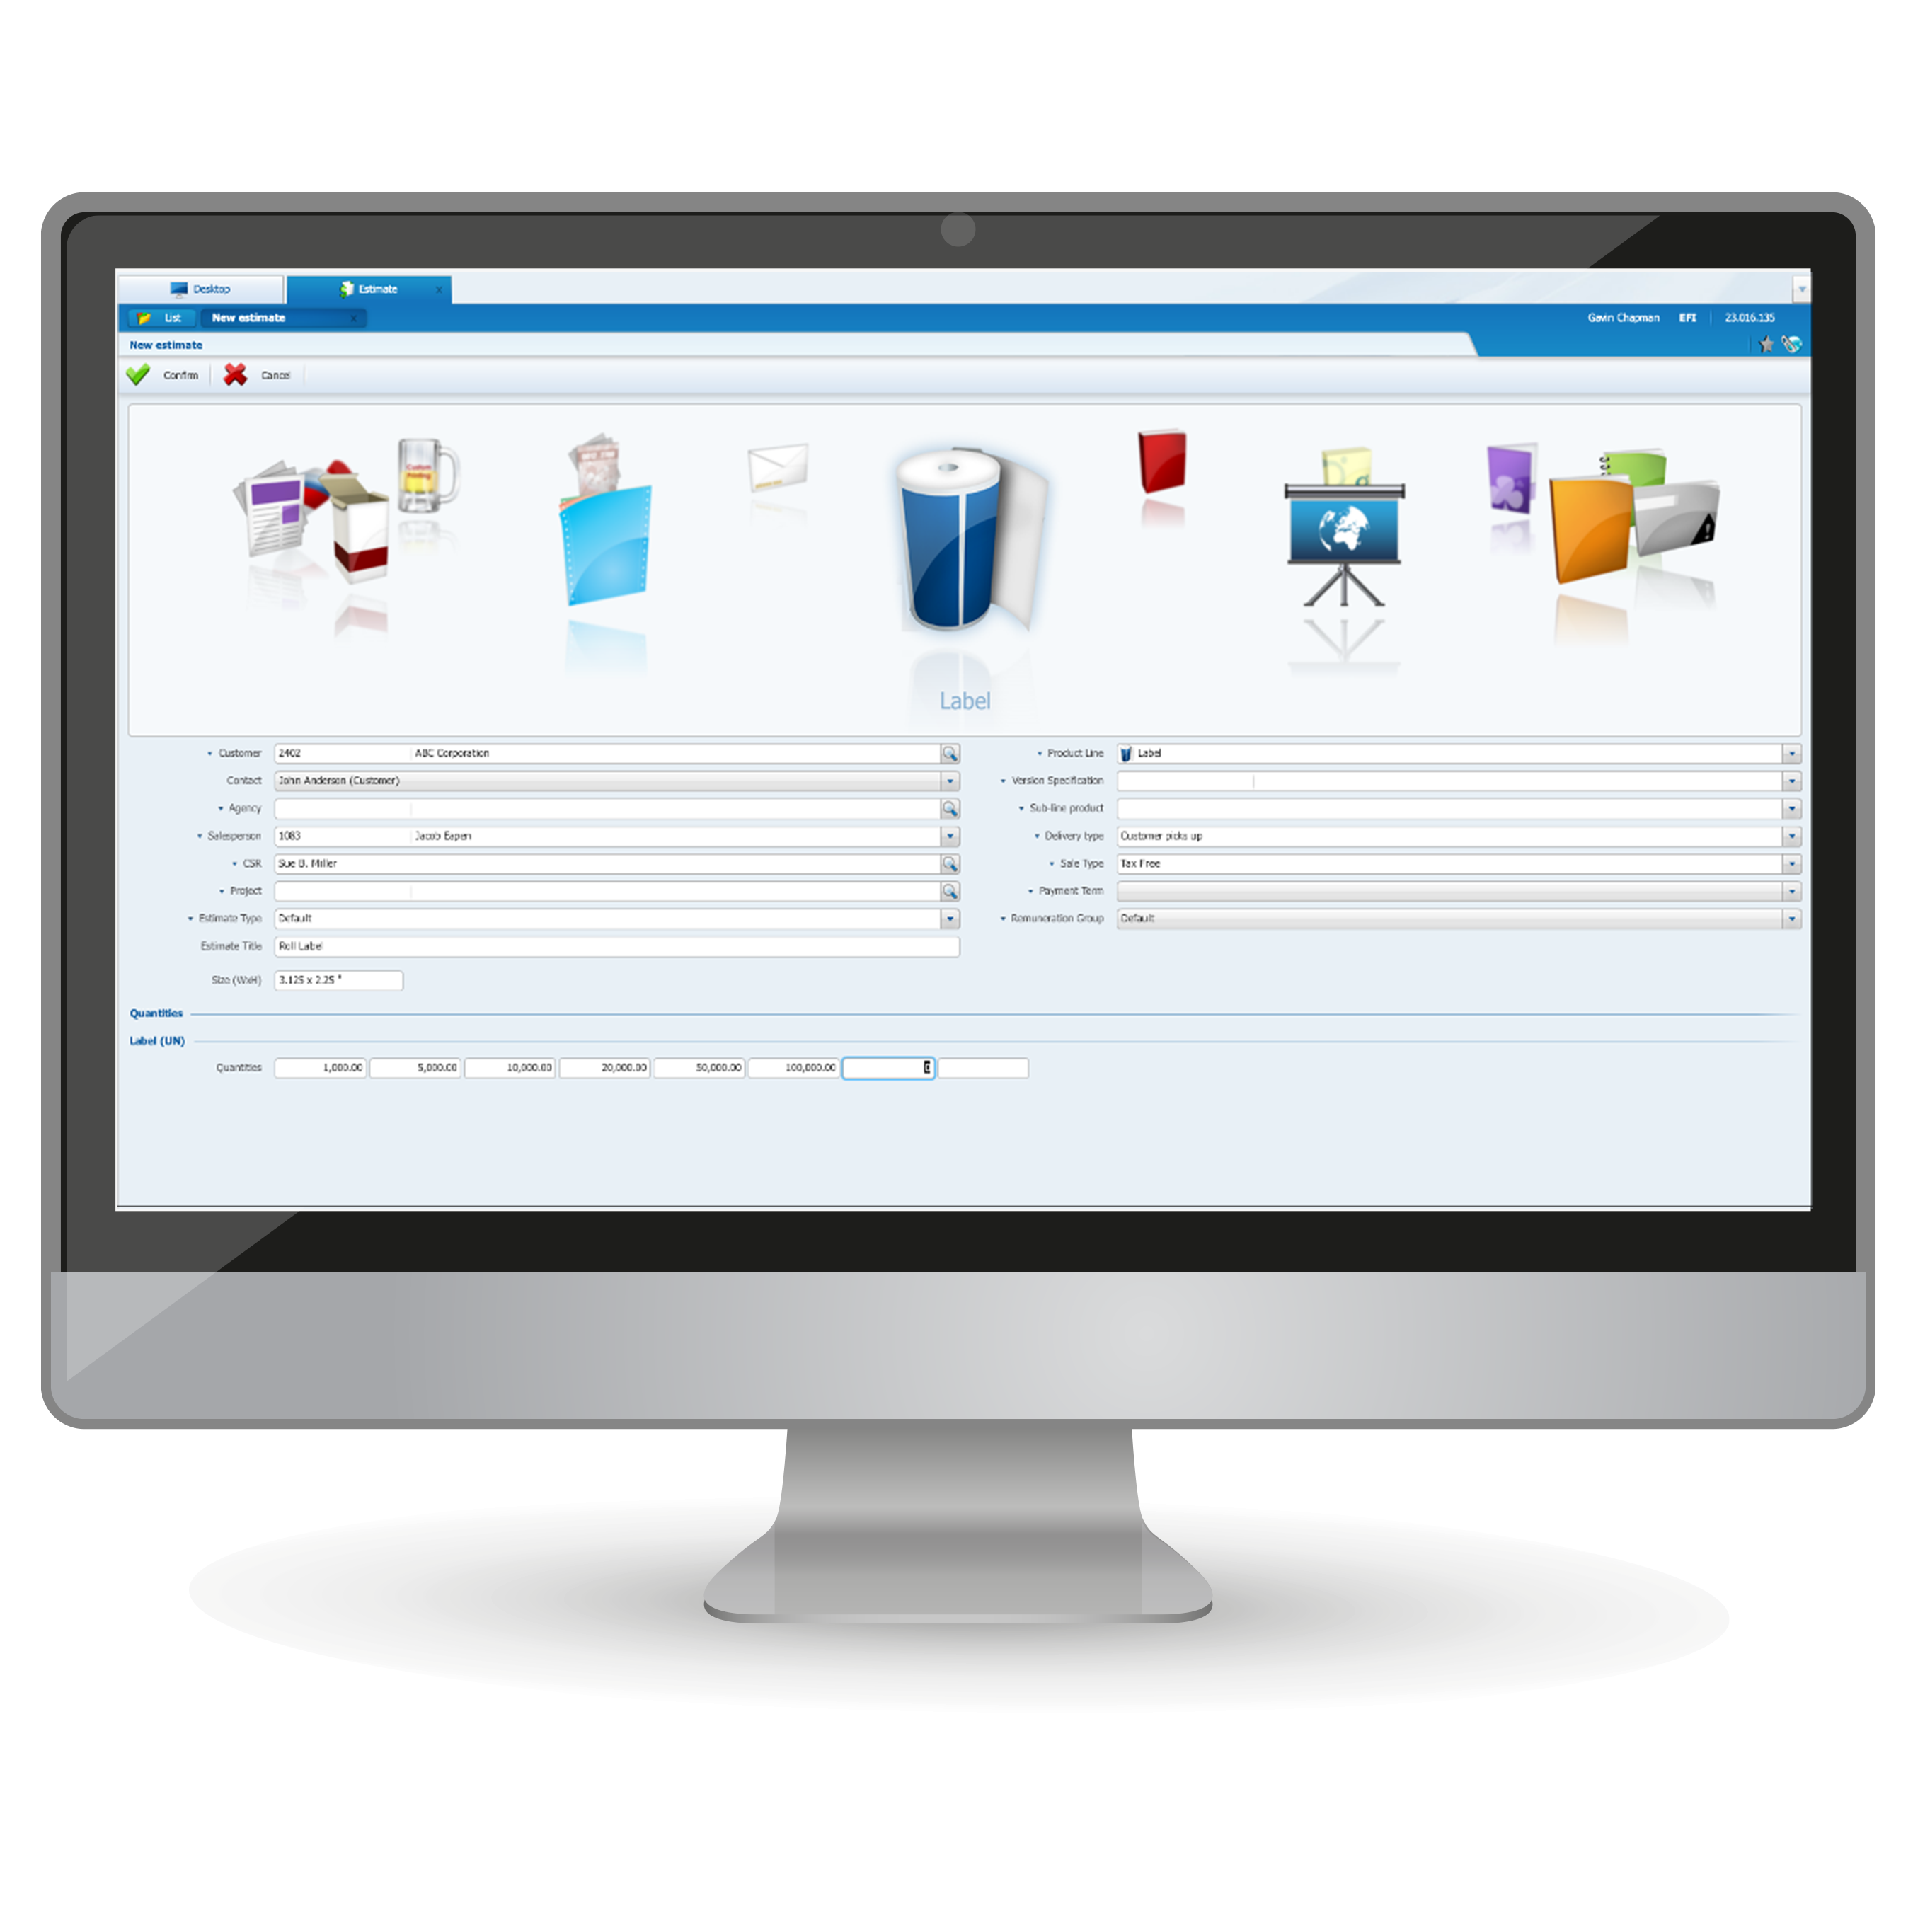 Desktop
Estimate x
List
New estimate x
Gavin Chapman EFI 23.016.135
New estimate
Confirm
Cancel
Custom
Printing
Label
Customer 2402 ABC Corporation
Contact John Anderson (Customer)
Agency
Salesperson 1083 Jacob Eapen
CSR Sue B. Miller
Project
Estimate Type Default
Estimate Title Roll Label
Size (WxH) 3.125 x 2.25 "
Product Line Label
Version Specification
Sub-line product
Delivery type Customer picks up
Sale Type Tax Free
Payment Term
Remuneration Group Default
Quantities
Label (UN)
Quantities 1,000.00 5,000.00 10,000.00 20,000.00 50,000.00 100,000.00 0